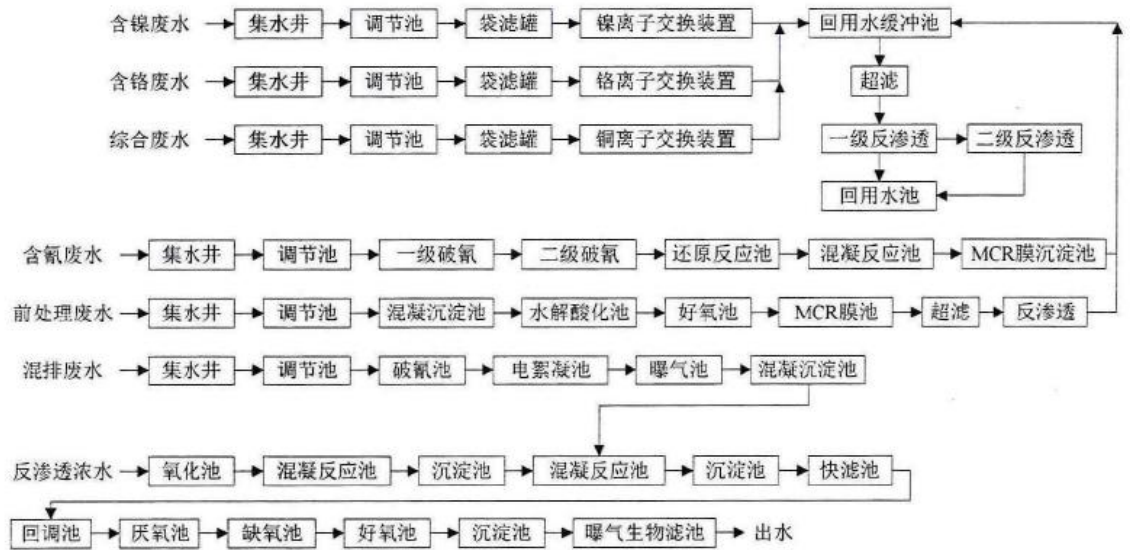 含镍废水 集水井 调节池 袋滤罐 镍离子交换装置 回用水缓冲池
含铬废水 集水井 调节池 袋滤罐 铬离子交换装置 超滤
综合废水 集水井 调节池 袋滤罐 铜离子交换装置 一级反渗透 二级反渗透
回用水池
含氰废水 集水井 调节池 一级破氰 二级破氰 还原反应池 混凝反应池 MCR膜沉淀池
前处理废水 集水井 调节池 混凝沉淀池 水解酸化池 好氧池 MCR膜池 超滤 反渗透
混排废水 集水井 调节池 破氰池 电絮凝池 曝气池 混凝沉淀池
反渗透浓水 氧化池 混凝反应池 沉淀池 混凝反应池 沉淀池 快滤池
回调池 厌氧池 缺氧池 好氧池 沉淀池 曝气生物滤池 出水